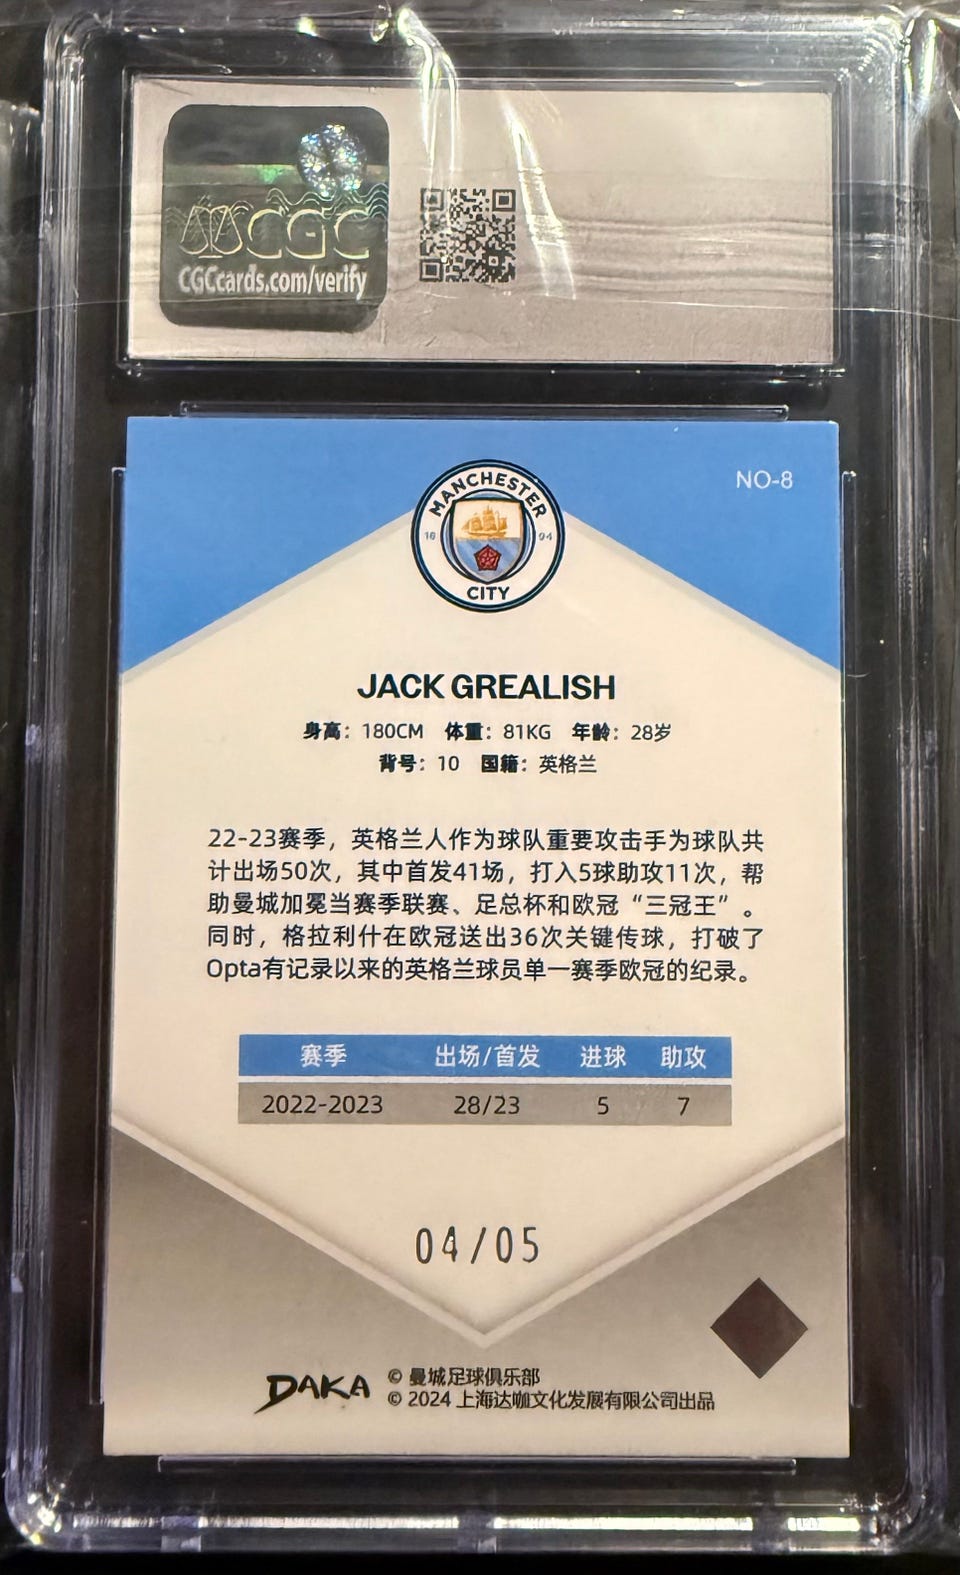 CGC
CGCcards.com/verify
NO-8
MANCHESTER
18 94
CITY
JACK GREALISH
身高：180CM 体重：81KG 年龄：28岁
背号：10 国籍：英格兰
22-23赛季，英格兰人作为球队重要攻击手为球队共
计出场50次，其中首发41场，打入5球助攻11次，帮
助曼城加冕当赛季联赛、足总杯和欧冠“三冠王”。
同时，格拉利什在欧冠送出36次关键传球，打破了
Opta有记录以来的英格兰球员单一赛季欧冠的纪录。
赛季 出场/首发 进球 助攻
2022-2023 28/23 5 7
04/05
DAKA
© 曼城足球俱乐部
© 2024 上海达咖文化发展有限公司出品